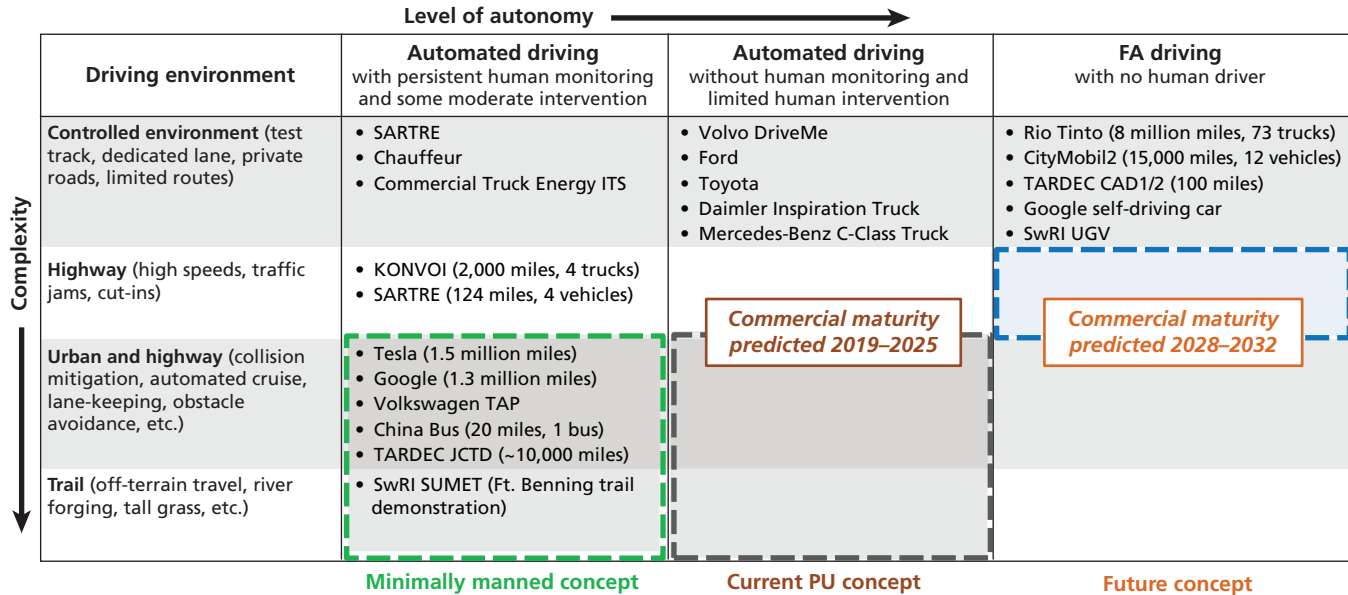 Level of autonomy
Driving environment
Automated driving
with persistent human monitoring
and some moderate intervention
Automated driving
without human monitoring and
limited human intervention
FA driving
with no human driver
Complexity
Controlled environment (test
track, dedicated lane, private
roads, limited routes)
• SARTRE
• Chauffeur
• Commercial Truck Energy ITS
• Volvo DriveMe
• Ford
• Toyota
• Daimler Inspiration Truck
• Mercedes-Benz C-Class Truck
• Rio Tinto (8 million miles, 73 trucks)
• CityMobil2 (15,000 miles, 12 vehicles)
• TARDEC CAD1/2 (100 miles)
• Google self-driving car
• SwRI UGV
Highway (high speeds, traffic
jams, cut-ins)
• KONVOI (2,000 miles, 4 trucks)
• SARTRE (124 miles, 4 vehicles)
Commercial maturity
predicted 2019–2025
Commercial maturity
predicted 2028–2032
Urban and highway (collision
mitigation, automated cruise,
lane-keeping, obstacle
avoidance, etc.)
• Tesla (1.5 million miles)
• Google (1.3 million miles)
• Volkswagen TAP
• China Bus (20 miles, 1 bus)
• TARDEC JCTD (~10,000 miles)
Trail (off-terrain travel, river
forging, tall grass, etc.)
• SwRI SUMET (Ft. Benning trail
demonstration)
Minimally manned concept
Current PU concept
Future concept